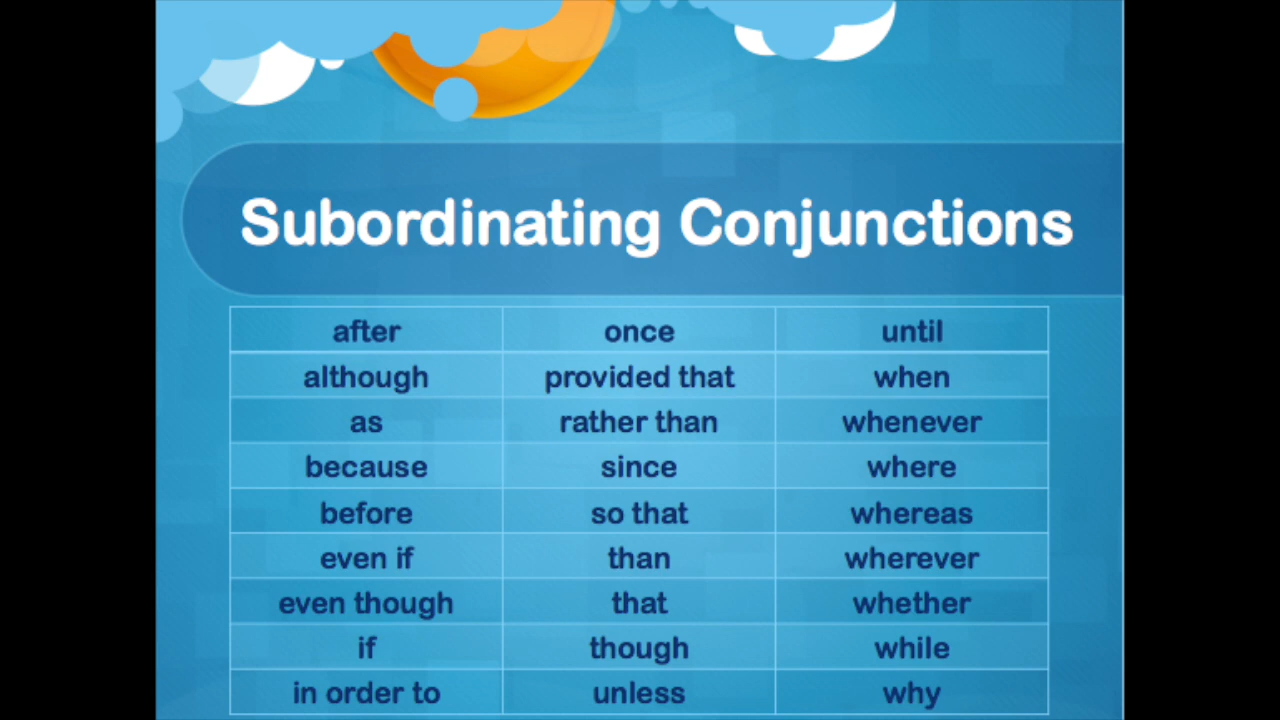 Subordinating Conjunctions
after once until
although provided that when
as rather than whenever
because since where
before so that whereas
even if than wherever
even though that whether
if though while
in order to unless why